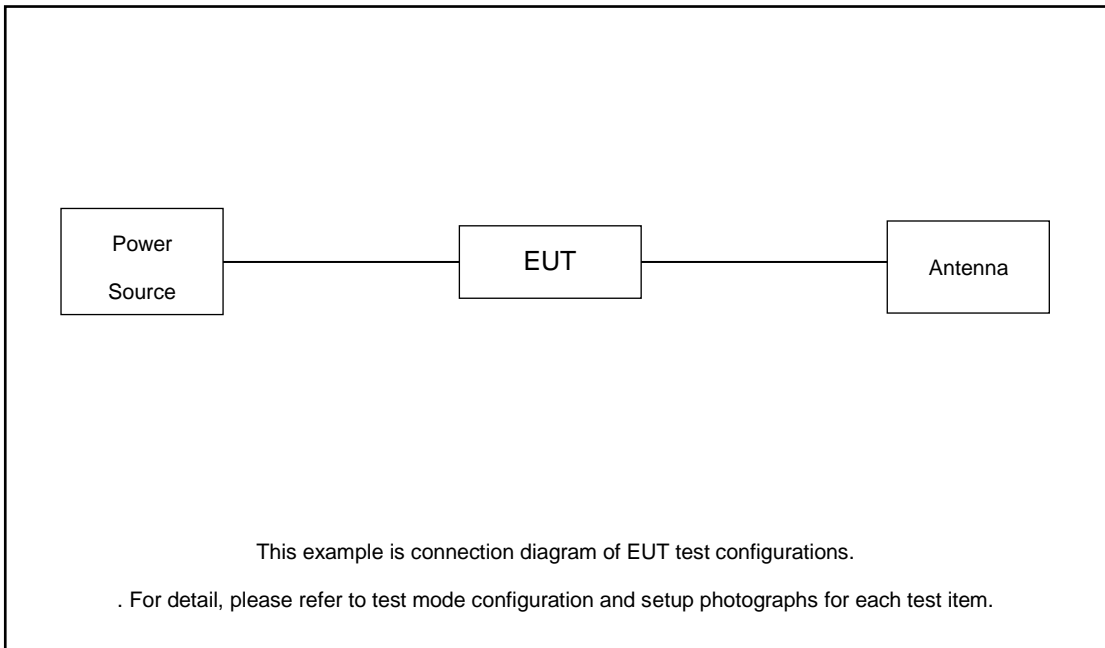 Power
Source
EUT
Antenna
This example is connection diagram of EUT test configurations.
. For detail, please refer to test mode configuration and setup photographs for each test item.